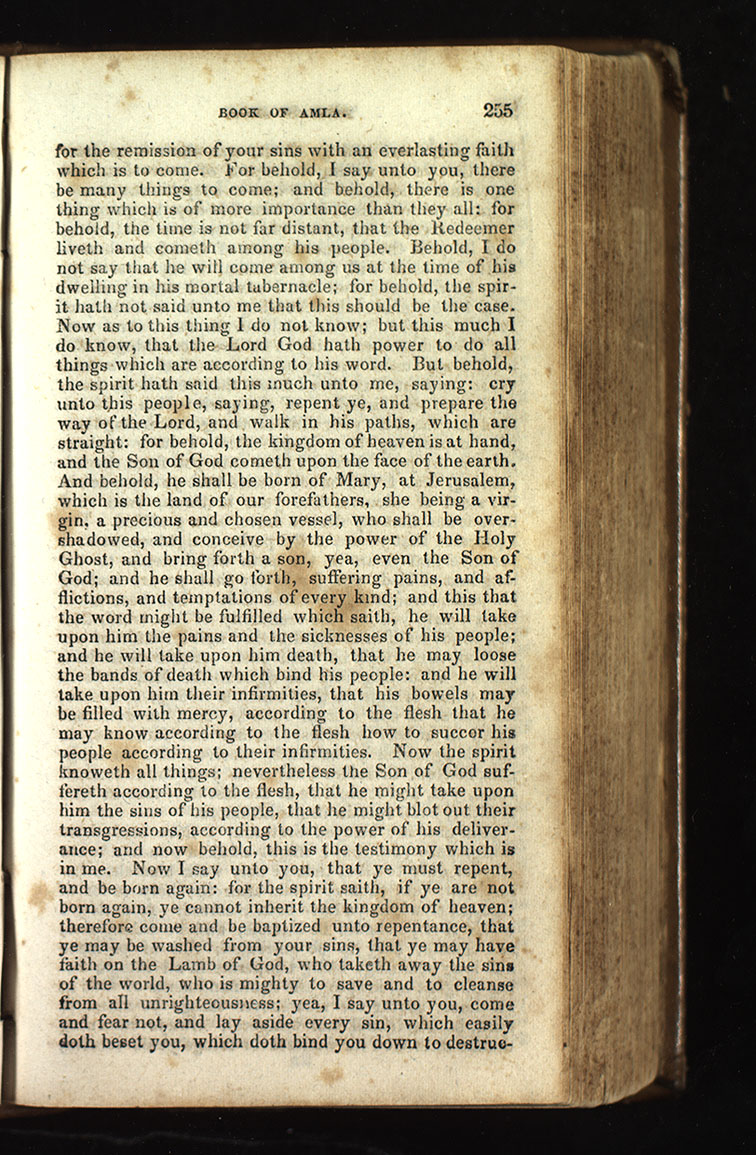 BOOK OF AMLA. 255
for the remission of your sins with an everlasting faith
which is to come. For behold, I say unto you, there
be many things to come; and behold, there is one
thing which is of more importance than they all: for
behold, the time is not far distant, that the Redeemer
liveth and cometh among his people. Behold, I do
not say that he will come among us at the time of his
dwelling in his mortal tabernacle; for behold, the spir-
it hath not said unto me that this should be the case.
Now as to this thing I do not know; but this much I
do know, that the Lord God hath power to do all
things which are according to his word. But behold,
the spirit hath said this much unto me, saying: cry
unto this people, saying, repent ye, and prepare the
way of the Lord, and walk in his paths, which are
straight: for behold, the kingdom of heaven is at hand,
and the Son of God cometh upon the face of the earth.
And behold, he shall be born of Mary, at Jerusalem,
which is the land of our forefathers, she being a vir-
gin, a precious and chosen vessel, who shall be over-
shadowed, and conceive by the power of the Holy
Ghost, and bring forth a son, yea, even the Son of
God; and he shall go forth, suffering pains, and af-
flictions, and temptations of every kind; and this that
the word might be fulfilled which saith, he will take
upon him the pains and the sicknesses of his people;
and he will take upon him death, that he may loose
the bands of death which bind his people: and he will
take upon him their infirmities, that his bowels may
be filled with mercy, according to the flesh that he
may know according to the flesh how to succor his
people according to their infirmities. Now the spirit
knoweth all things; nevertheless the Son of God suf-
fereth according to the flesh, that he might take upon
him the sins of his people, that he might blot out their
transgressions, according to the power of his deliver-
ance; and now behold, this is the testimony which is
in me. Now I say unto you, that ye must repent,
and be born again: for the spirit saith, if ye are not
born again, ye cannot inherit the kingdom of heaven;
therefore come and be baptized unto repentance, that
ye may be washed from your sins, that ye may have
faith on the Lamb of God, who taketh away the sins
of the world, who is mighty to save and to cleanse
from all unrighteousness; yea, I say unto you, come
and fear not, and lay aside every sin, which easily
doth beset you, which doth bind you down to destruc-